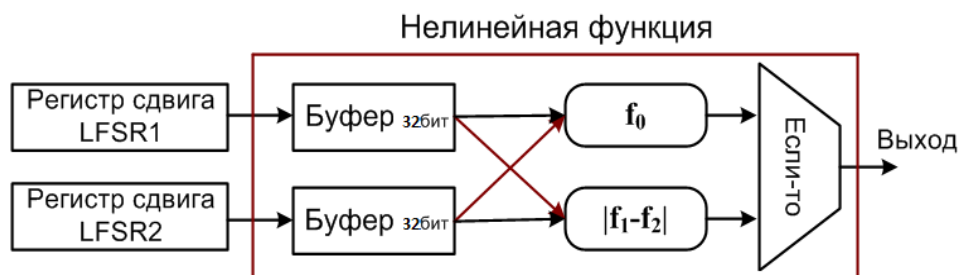 Нелинейная функция
Регистр сдвига
LFSR1
Буфер 32бит
f₀
Если-то
Выход
Регистр сдвига
LFSR2
Буфер 32бит
|f₁-f₂|